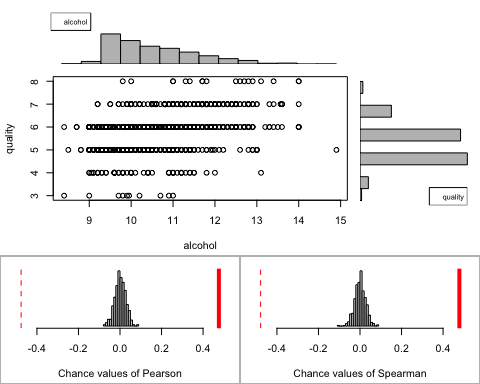 alcohol
quality
8
7
6
5
4
3
9 10 11 12 13 14 15
alcohol
quality
-0.4 -0.2 0.0 0.2 0.4
Chance values of Pearson
-0.4 -0.2 0.0 0.2 0.4
Chance values of Spearman